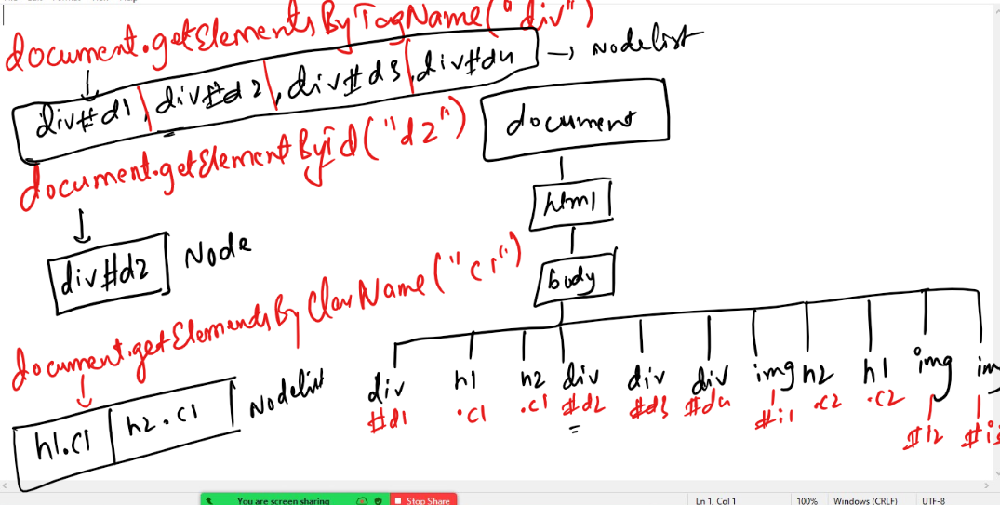 document.getElementsByTagName("div")
div#d1, div#d2, div#d3, div#d4 → nodelist
document.getElementById("d2")
div#d2 Node
document.getElementsByClassName("c1")
h1.c1 h2.c1 Nodelist
document
html
body
div h1 h2 div div div img h2 h1 img im
#d1 .c1 .c1 #d2 #d3 #d4 #i1 .c2 .c2 #i2 #i3
You are screen sharing Stop Share
Ln 1, Col 1 100% Windows (CRLF) UTF-8